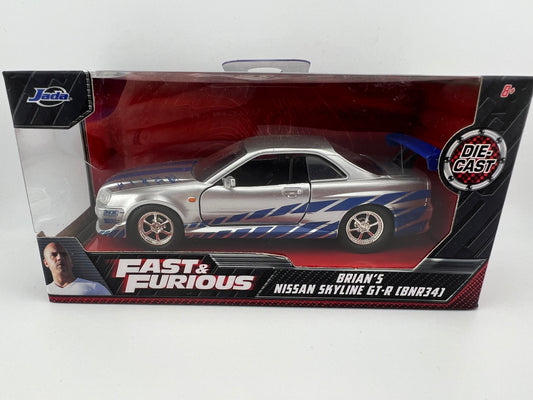 Jada
8+
DIE-
CAST
FAST &
FURIOUS
BRIAN'S
NISSAN SKYLINE GT-R [BNR34]